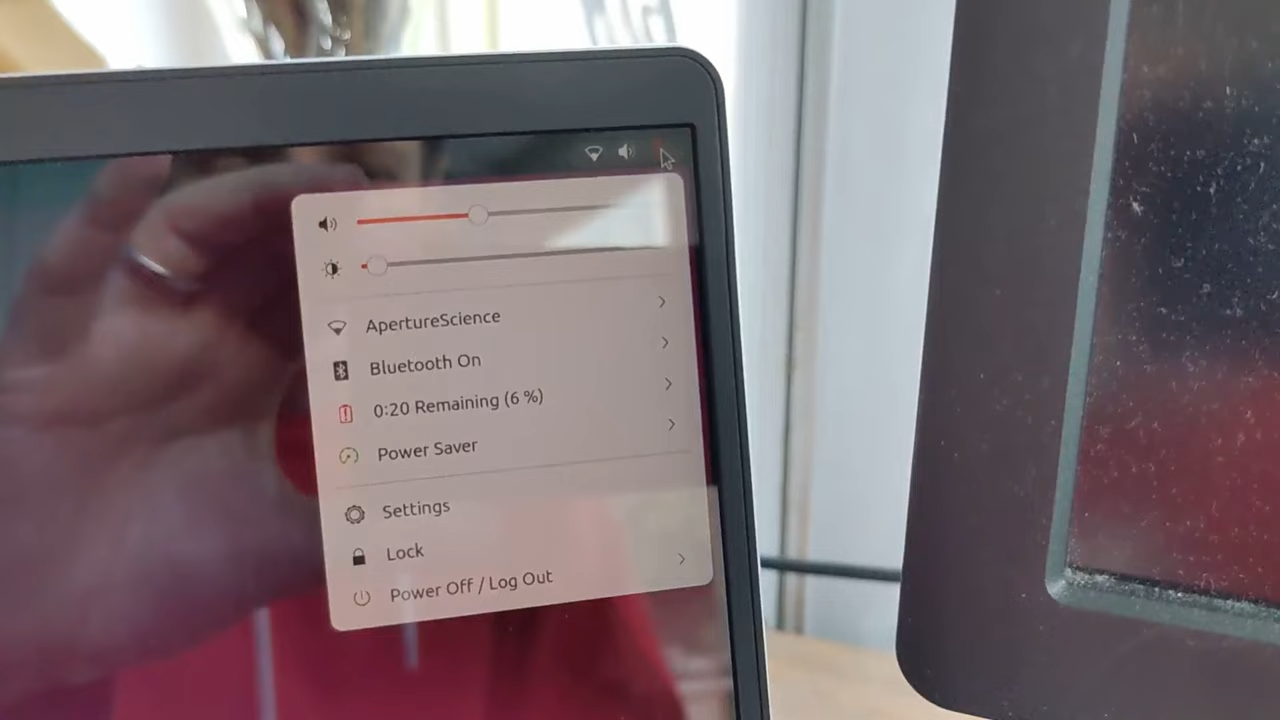 ApertureScience
Bluetooth On
0:20 Remaining (6 %)
Power Saver
Settings
Lock
Power Off / Log Out